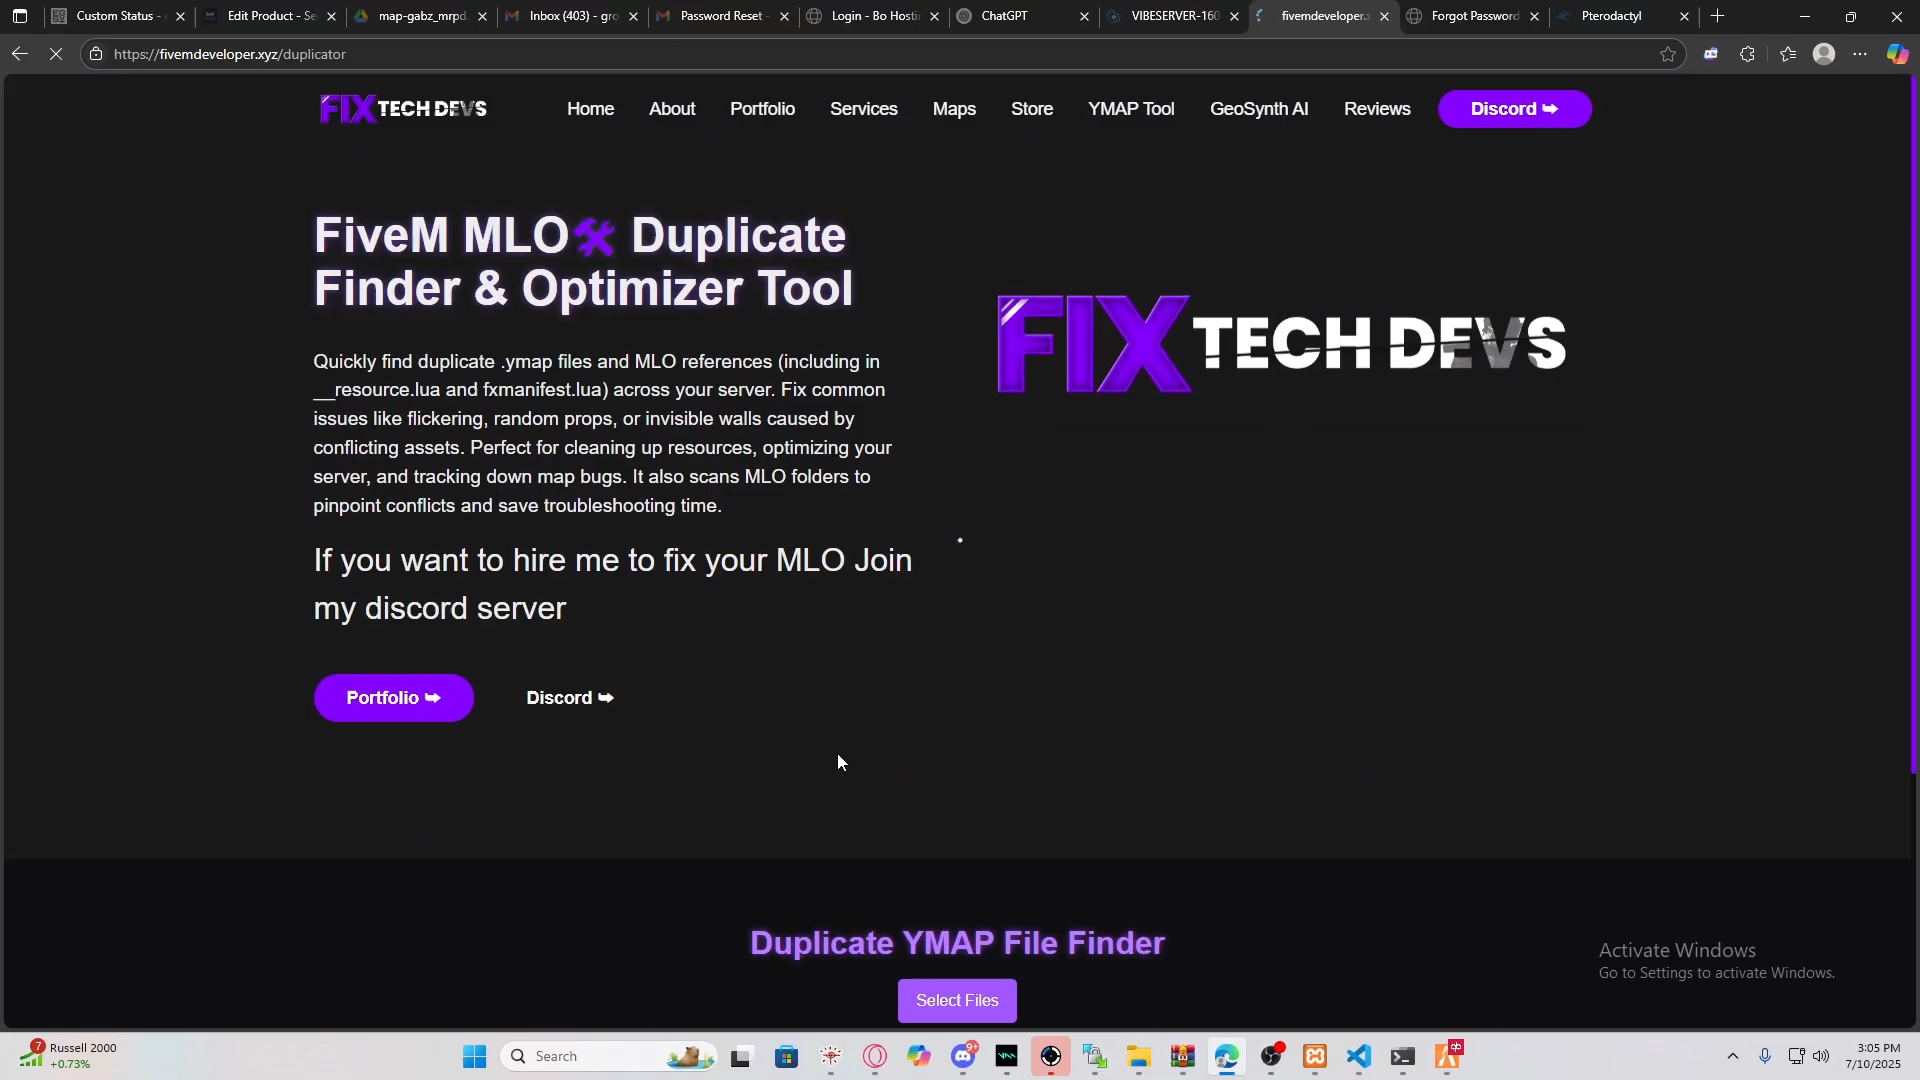 Custom Status -
Edit Product - Se
map-gabz_mrpd.
Inbox (403) - gro
Password Reset -
Login - Bo Hosti
ChatGPT
VIBESERVER-160
fivemdeveloper.x
Forgot Password
Pterodactyl
https://fivemdeveloper.xyz/duplicator
FIX TECH DEVS
Home
About
Portfolio
Services
Maps
Store
YMAP Tool
GeoSynth AI
Reviews
Discord ➥
FiveM MLO🛠 Duplicate
Finder & Optimizer Tool
Quickly find duplicate .ymap files and MLO references (including in
__resource.lua and fxmanifest.lua) across your server. Fix common
issues like flickering, random props, or invisible walls caused by
conflicting assets. Perfect for cleaning up resources, optimizing your
server, and tracking down map bugs. It also scans MLO folders to
pinpoint conflicts and save troubleshooting time.
If you want to hire me to fix your MLO Join
my discord server
Portfolio ➥
Discord ➥
FIX TECH DEVS
Duplicate YMAP File Finder
Select Files
Activate Windows
Go to Settings to activate Windows.
7
Russell 2000
+0.73%
Search
9+
qb
3:05 PM
7/10/2025